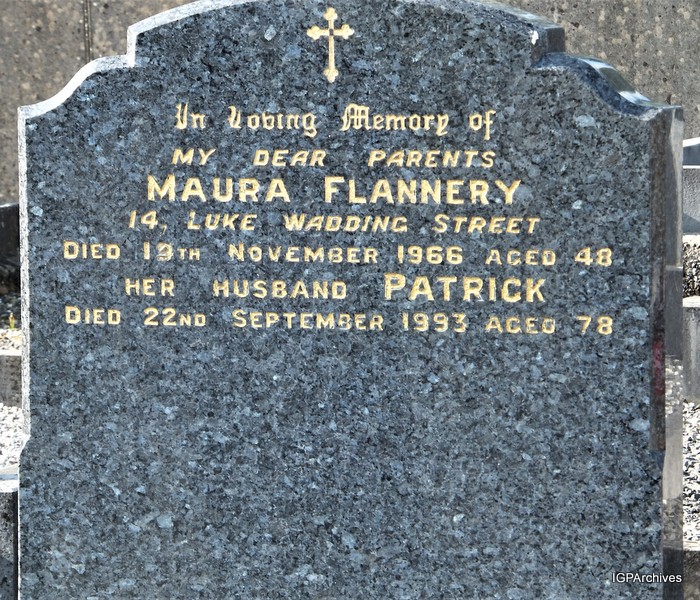 In Loving Memory of
MY DEAR PARENTS
MAURA FLANNERY
14, LUKE WADDING STREET
DIED 19TH NOVEMBER 1966 AGED 48
HER HUSBAND PATRICK
DIED 22ND SEPTEMBER 1993 AGED 78
IGPArchives